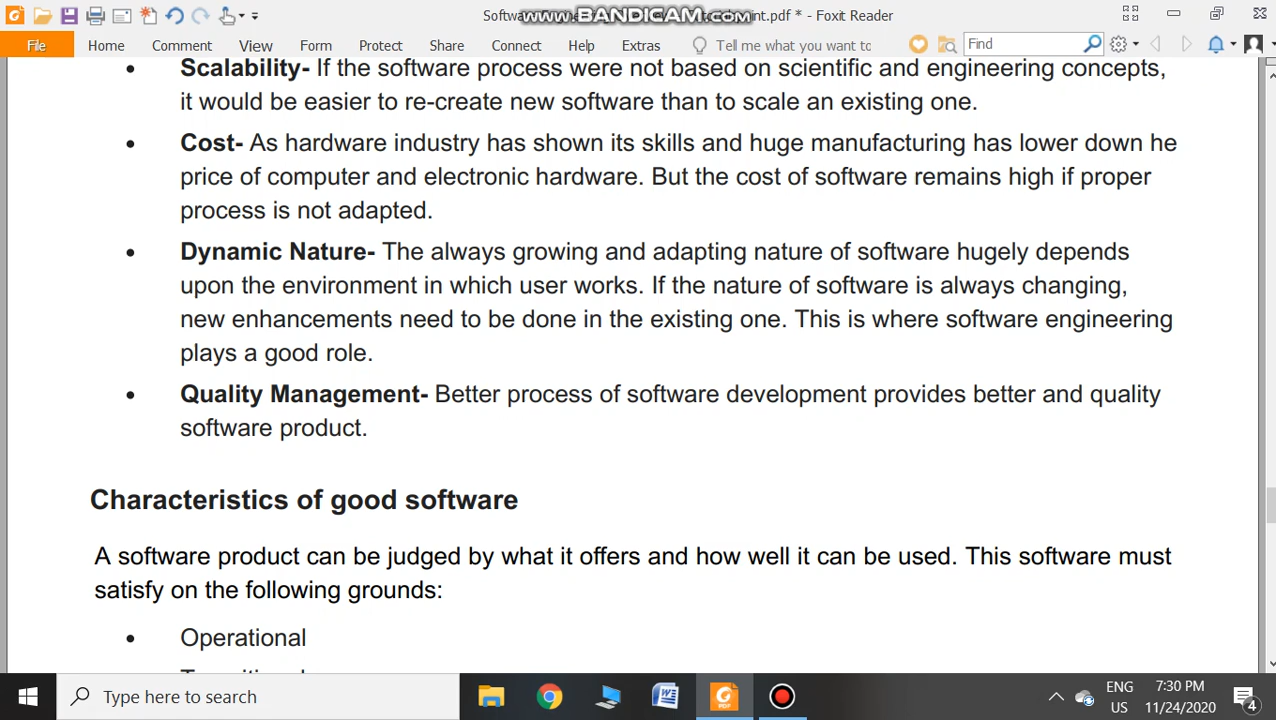 Softwa
www.BANDICAM.com
int.pdf * - Foxit Reader
File
Home
Comment
View
Form
Protect
Share
Connect
Help
Extras
Tell me what you want to
Find
Scalability- If the software process were not based on scientific and engineering concepts,
it would be easier to re-create new software than to scale an existing one.
Cost- As hardware industry has shown its skills and huge manufacturing has lower down he
price of computer and electronic hardware. But the cost of software remains high if proper
process is not adapted.
Dynamic Nature- The always growing and adapting nature of software hugely depends
upon the environment in which user works. If the nature of software is always changing,
new enhancements need to be done in the existing one. This is where software engineering
plays a good role.
Quality Management- Better process of software development provides better and quality
software product.
Characteristics of good software
A software product can be judged by what it offers and how well it can be used. This software must
satisfy on the following grounds:
Operational
Type here to search
ENG
US
7:30 PM
11/24/2020
4